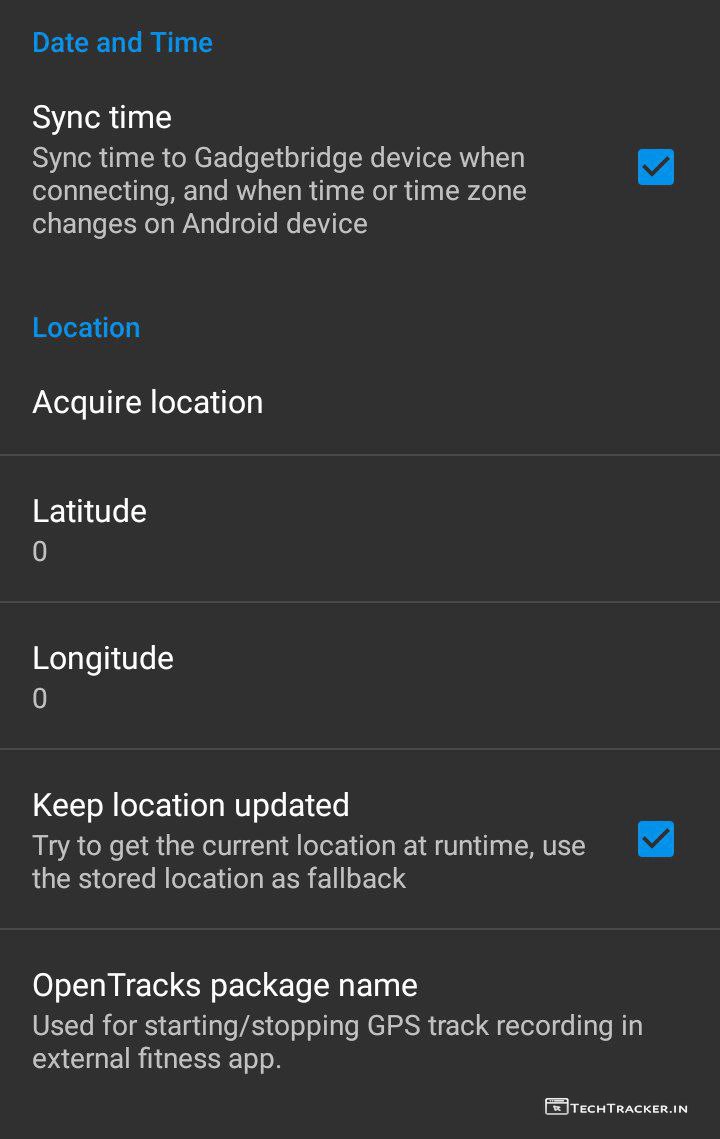 Date and Time
Sync time
Sync time to Gadgetbridge device when
connecting, and when time or time zone
changes on Android device
Location
Acquire location
Latitude
0
Longitude
0
Keep location updated
Try to get the current location at runtime, use
the stored location as fallback
OpenTracks package name
Used for starting/stopping GPS track recording in
external fitness app.
TECHTRACKER.IN